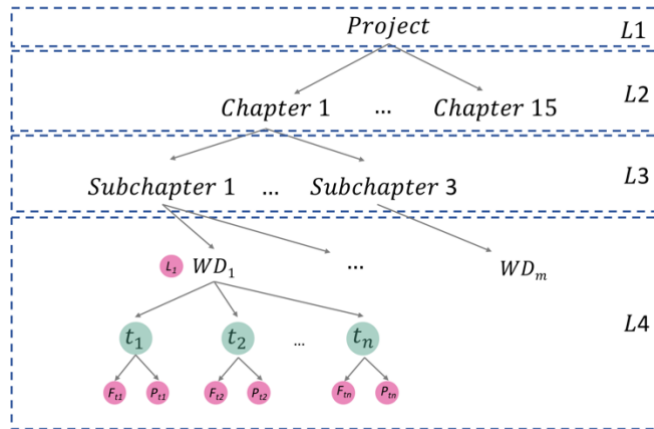 Project L1
Chapter 1 ... Chapter 15 L2
Subchapter 1 ... Subchapter 3 L3
L1 WD1 ... WDm
L4
t1 t2 ... tn
Ft1 Pt1 Ft2 Pt2 Ftn Ptn